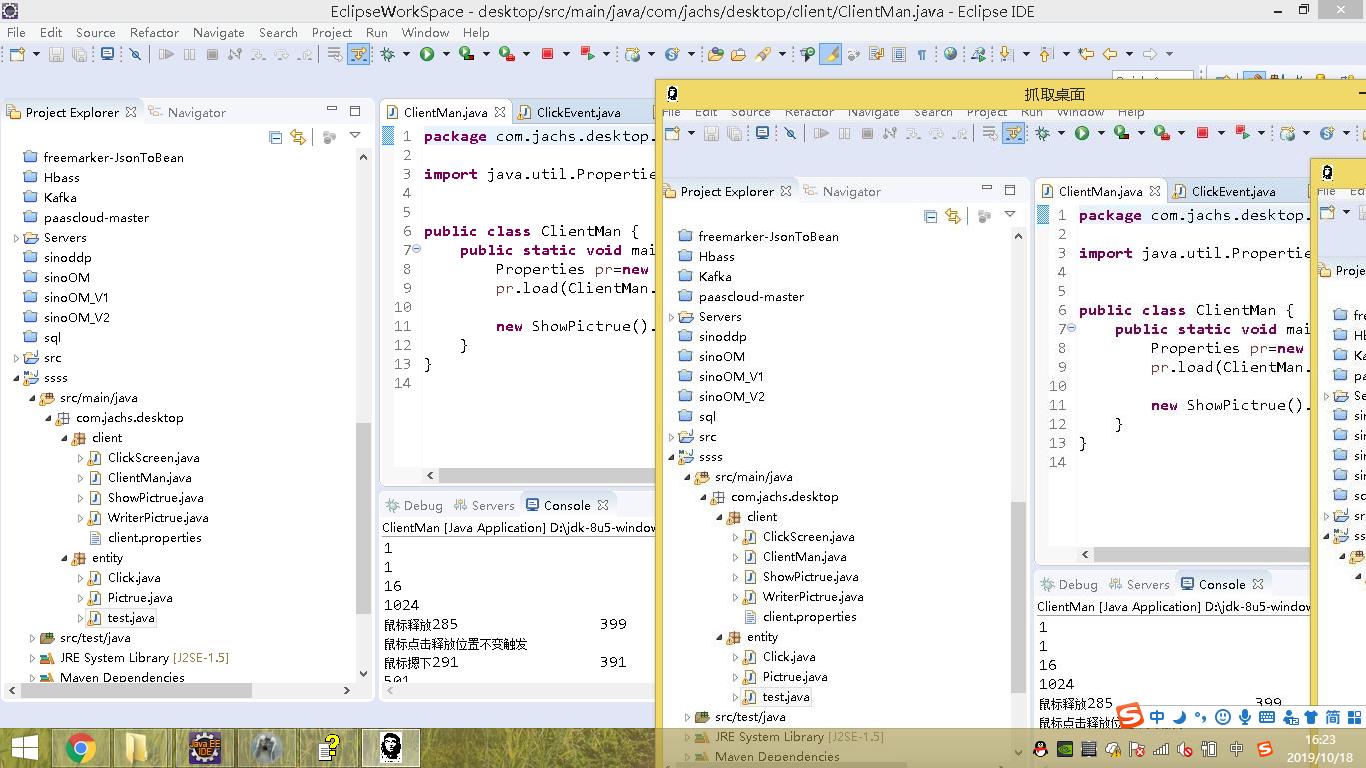 EclipseWorkSpace - desktop/src/main/java/com/jachs/desktop/client/ClientMan.java - Eclipse IDE
File Edit Source Refactor Navigate Search Project Run Window Help
Project Explorer Navigator
freemarker-JsonToBean
Hbass
Kafka
paascloud-master
Servers
sinoddp
sinoOM
sinoOM_V1
sinoOM_V2
sql
src
ssss
src/main/java
com.jachs.desktop
client
ClickScreen.java
ClientMan.java
ShowPictrue.java
WriterPictrue.java
client.properties
entity
Click.java
Pictrue.java
test.java
src/test/java
JRE System Library [J2SE-1.5]
Maven Dependencies
ClientMan.java ClickEvent.java
1 package com.jachs.desktop.
2
3 import java.util.Propertie
4
5
6 public class ClientMan {
7 public static void mai
8 Properties pr=new
9 pr.load(ClientMan.
10
11 new ShowPictrue().
12 }
13 }
14
Debug Servers Console
ClientMan [Java Application] D:\jdk-8u5-window
1
1
16
1024
鼠标释放285 399
鼠标点击释放位置不变触发
鼠标摁下291 391
501
抓取桌面
File Edit Source Refactor Navigate Search Project Run Window Help
Project Explorer Navigator
freemarker-JsonToBean
Hbass
Kafka
paascloud-master
Servers
sinoddp
sinoOM
sinoOM_V1
sinoOM_V2
sql
src
ssss
src/main/java
com.jachs.desktop
client
ClickScreen.java
ClientMan.java
ShowPictrue.java
WriterPictrue.java
client.properties
entity
Click.java
Pictrue.java
test.java
src/test/java
JRE System Library [J2SE-1.5]
Maven Dependencies
ClientMan.java ClickEvent.java
1 package com.jachs.desktop.
2
3 import java.util.Propertie
4
5
6 public class ClientMan {
7 public static void mai
8 Properties pr=new
9 pr.load(ClientMan.
10
11 new ShowPictrue().
12 }
13 }
14
Debug Servers Console
ClientMan [Java Application] D:\jdk-8u5-window
1
1
16
1024
鼠标释放285 399
鼠标点击释放位
File Ed
Proje
fre
Hb
Ka
pa
Se
sin
sin
sin
sin
sc
sr
ss
中 简
中
16:23
2019/10/18